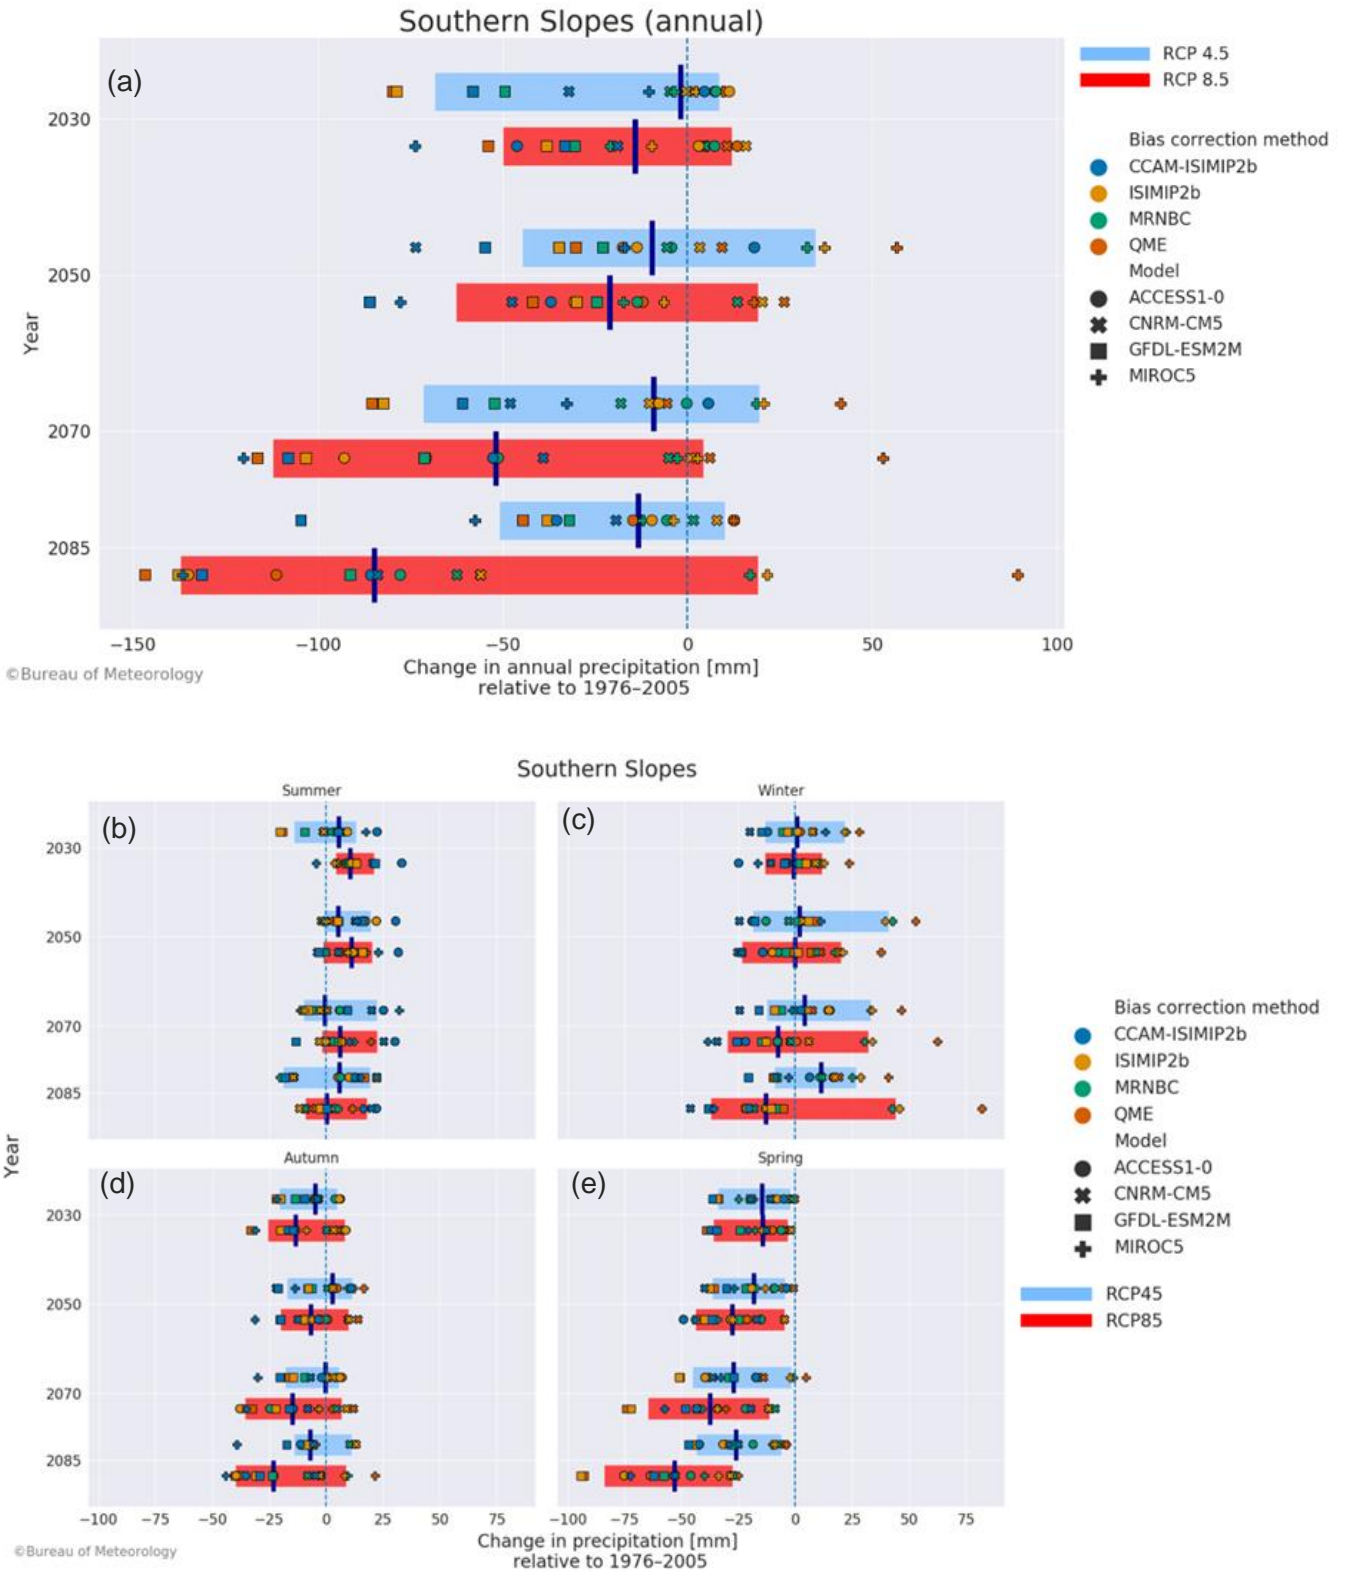 Southern Slopes (annual)
(a)
RCP 4.5
RCP 8.5
Bias correction method
CCAM-ISIMIP2b
ISIMIP2b
MRNBC
QME
Model
ACCESS1-0
CNRM-CM5
GFDL-ESM2M
MIROC5
Year
2030
2050
2070
2085
−150
−100
−50
0
50
100
Change in annual precipitation [mm]
relative to 1976–2005
©Bureau of Meteorology
Southern Slopes
Summer
Winter
(b)
(c)
2030
2050
2070
2085
Year
Autumn
Spring
(d)
(e)
2030
2050
2070
2085
−100
−75
−50
−25
0
25
50
75
−100
−75
−50
−25
0
25
50
75
Change in precipitation [mm]
relative to 1976–2005
©Bureau of Meteorology
Bias correction method
CCAM-ISIMIP2b
ISIMIP2b
MRNBC
QME
Model
ACCESS1-0
CNRM-CM5
GFDL-ESM2M
MIROC5
RCP45
RCP85